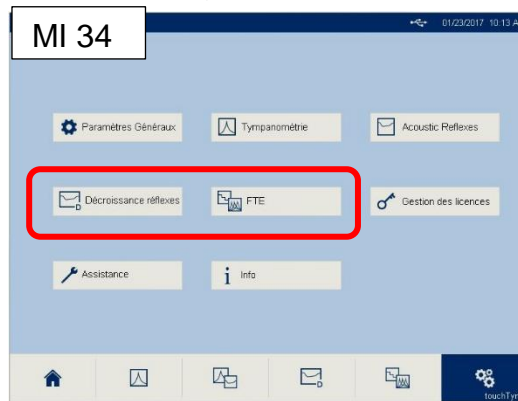 MI 34
01/23/2017 10:13 A
Paramètres Généraux
Tympanométrie
Acoustic Reflexes
Décroissance réflexes
FTE
Gestion des licences
Assistance
Info
touchTym